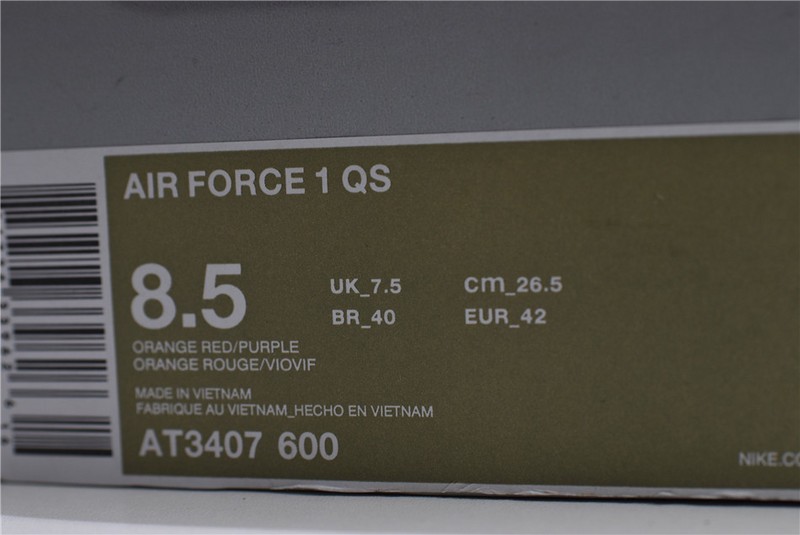 AIR FORCE 1 QS
8.5
UK_7.5 cm_26.5
BR_40 EUR_42
ORANGE RED/PURPLE
ORANGE ROUGE/VIOVIF
MADE IN VIETNAM
FABRIQUE AU VIETNAM_HECHO EN VIETNAM
AT3407 600
NIKE.CO